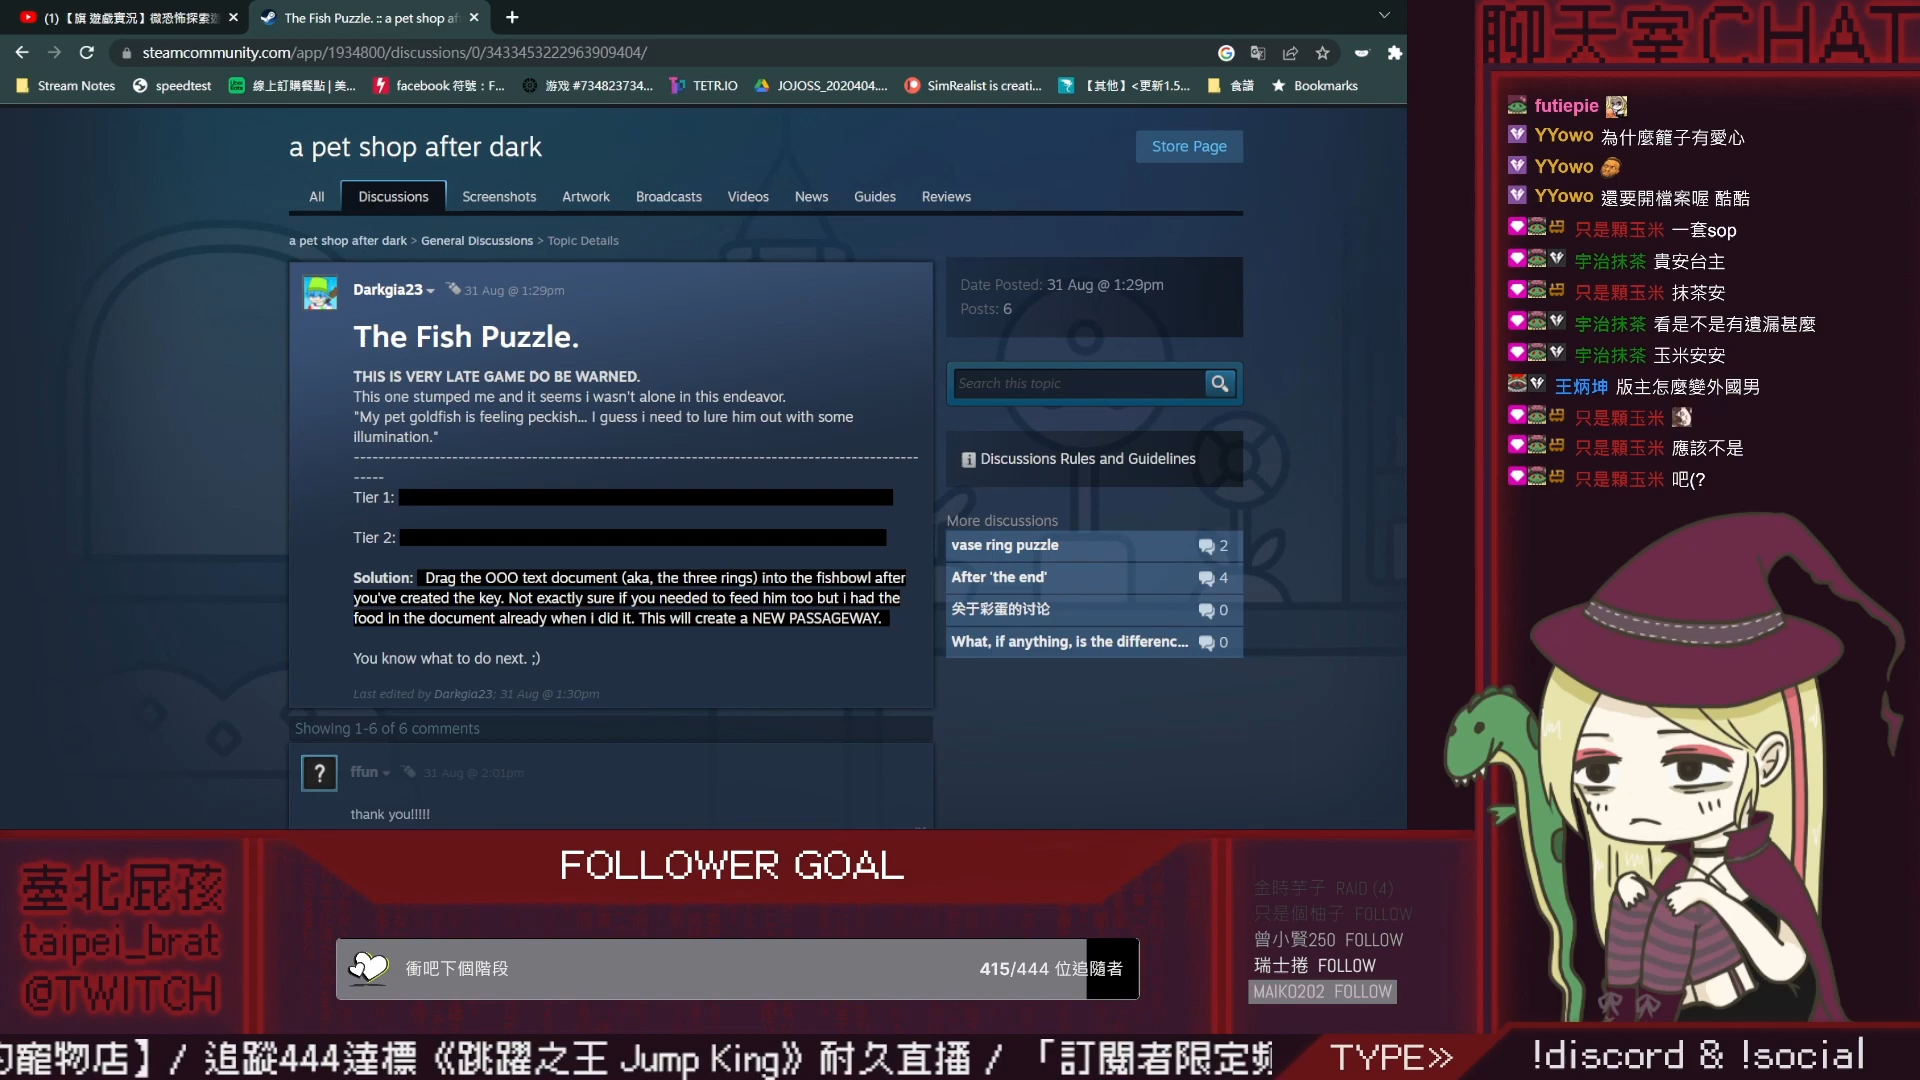 (1)【旗 遊戲實況】微恐怖探索遊
The Fish Puzzle. :: a pet shop af
steamcommunity.com/app/1934800/discussions/0/3433453222963909404/
Stream Notes
speedtest
線上訂購餐點 | 美...
facebook 符號：F...
游戏 #734823734...
TETR.IO
JOJOSS_2020404....
SimRealist is creati...
【其他】<更新1.5...
食譜
Bookmarks
a pet shop after dark
Store Page
All Discussions Screenshots Artwork Broadcasts Videos News Guides Reviews
a pet shop after dark > General Discussions > Topic Details
Darkgia23 31 Aug @ 1:29pm
The Fish Puzzle.
THIS IS VERY LATE GAME DO BE WARNED.
This one stumped me and it seems i wasn't alone in this endeavor.
"My pet goldfish is feeling peckish... I guess i need to lure him out with some
illumination."
-------------------------------------------------------------------------------------------
-----
Tier 1:
Tier 2:
Solution: Drag the OOO text document (aka, the three rings) into the fishbowl after
you've created the key. Not exactly sure if you needed to feed him too but i had the
food in the document already when i did it. This will create a NEW PASSAGEWAY.
You know what to do next. ;)
Last edited by Darkgia23; 31 Aug @ 1:30pm
Showing 1-6 of 6 comments
?
ffun 31 Aug @ 2:01pm
thank you!!!!!
Date Posted: 31 Aug @ 1:29pm
Posts: 6
Search this topic
Discussions Rules and Guidelines
More discussions
vase ring puzzle 2
After 'the end' 4
关于彩蛋的讨论 0
What, if anything, is the differenc... 0
聊天室CHAT
futiepie
YYowo 為什麼籠子有愛心
YYowo
YYowo 還要開檔案喔 酷酷
只是顆玉米 一套sop
宇治抹茶 貴安台主
只是顆玉米 抹茶安
宇治抹茶 看是不是有遺漏甚麼
宇治抹茶 玉米安安
王炳坤 版主怎麼變外國男
只是顆玉米
只是顆玉米 應該不是
只是顆玉米 吧(?
臺北屁孩
taipei_brat
@TWITCH
FOLLOWER GOAL
衝吧下個階段
415/444 位追隨者
金時芋子 RAID (4)
只是個柚子 FOLLOW
曾小賢250 FOLLOW
瑞士捲 FOLLOW
MAIKO202 FOLLOW
的寵物店】/ 追蹤444達標《跳躍之王 Jump King》耐久直播 / 「訂閱者限定頻
TYPE»
!discord & !social